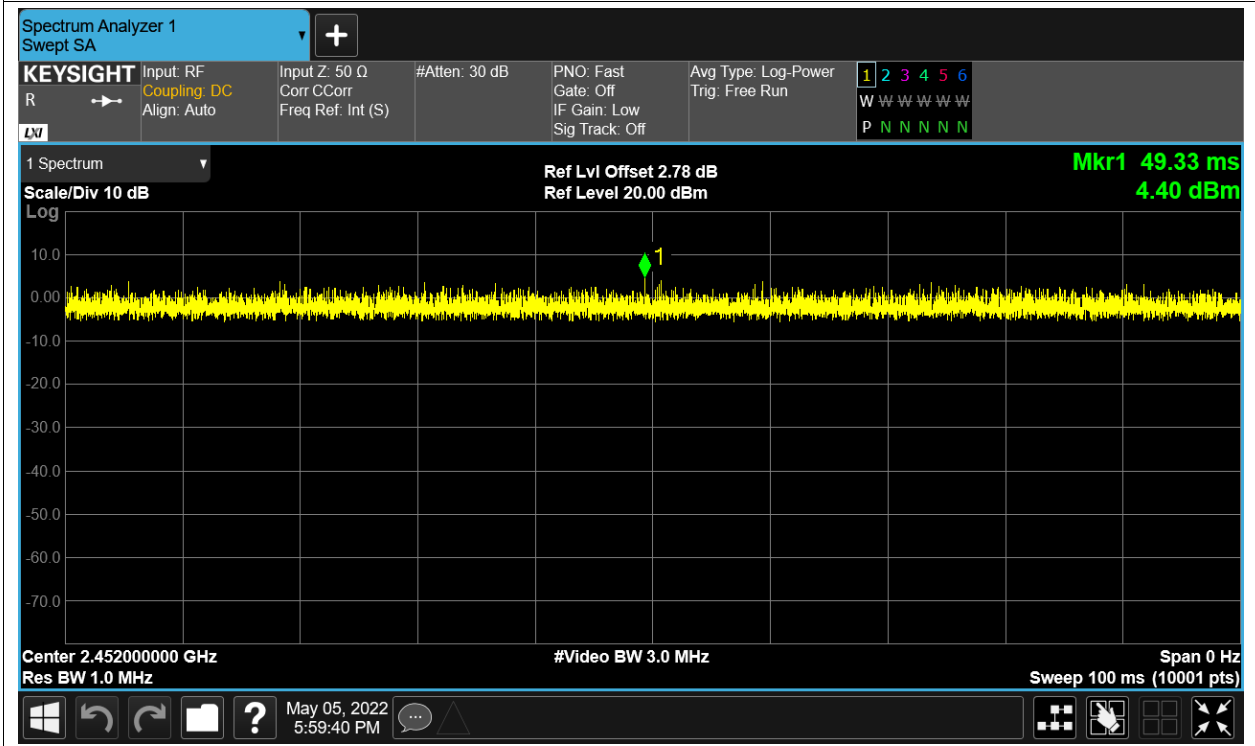 Spectrum Analyzer 1
Swept SA
KEYSIGHT
R
LXI
Input: RF
Coupling: DC
Align: Auto
Input Z: 50 Ω
Corr CCorr
Freq Ref: Int (S)
#Atten: 30 dB
PNO: Fast
Gate: Off
IF Gain: Low
Sig Track: Off
Avg Type: Log-Power
Trig: Free Run
1 2 3 4 5 6
W W W W W W
P N N N N N
1 Spectrum
Scale/Div 10 dB
Ref Lvl Offset 2.78 dB
Ref Level 20.00 dBm
Mkr1 49.33 ms
4.40 dBm
Log
1
10.0
0.00
-10.0
-20.0
-30.0
-40.0
-50.0
-60.0
-70.0
Center 2.452000000 GHz
Res BW 1.0 MHz
#Video BW 3.0 MHz
Span 0 Hz
Sweep 100 ms (10001 pts)
?
May 05, 2022
5:59:40 PM